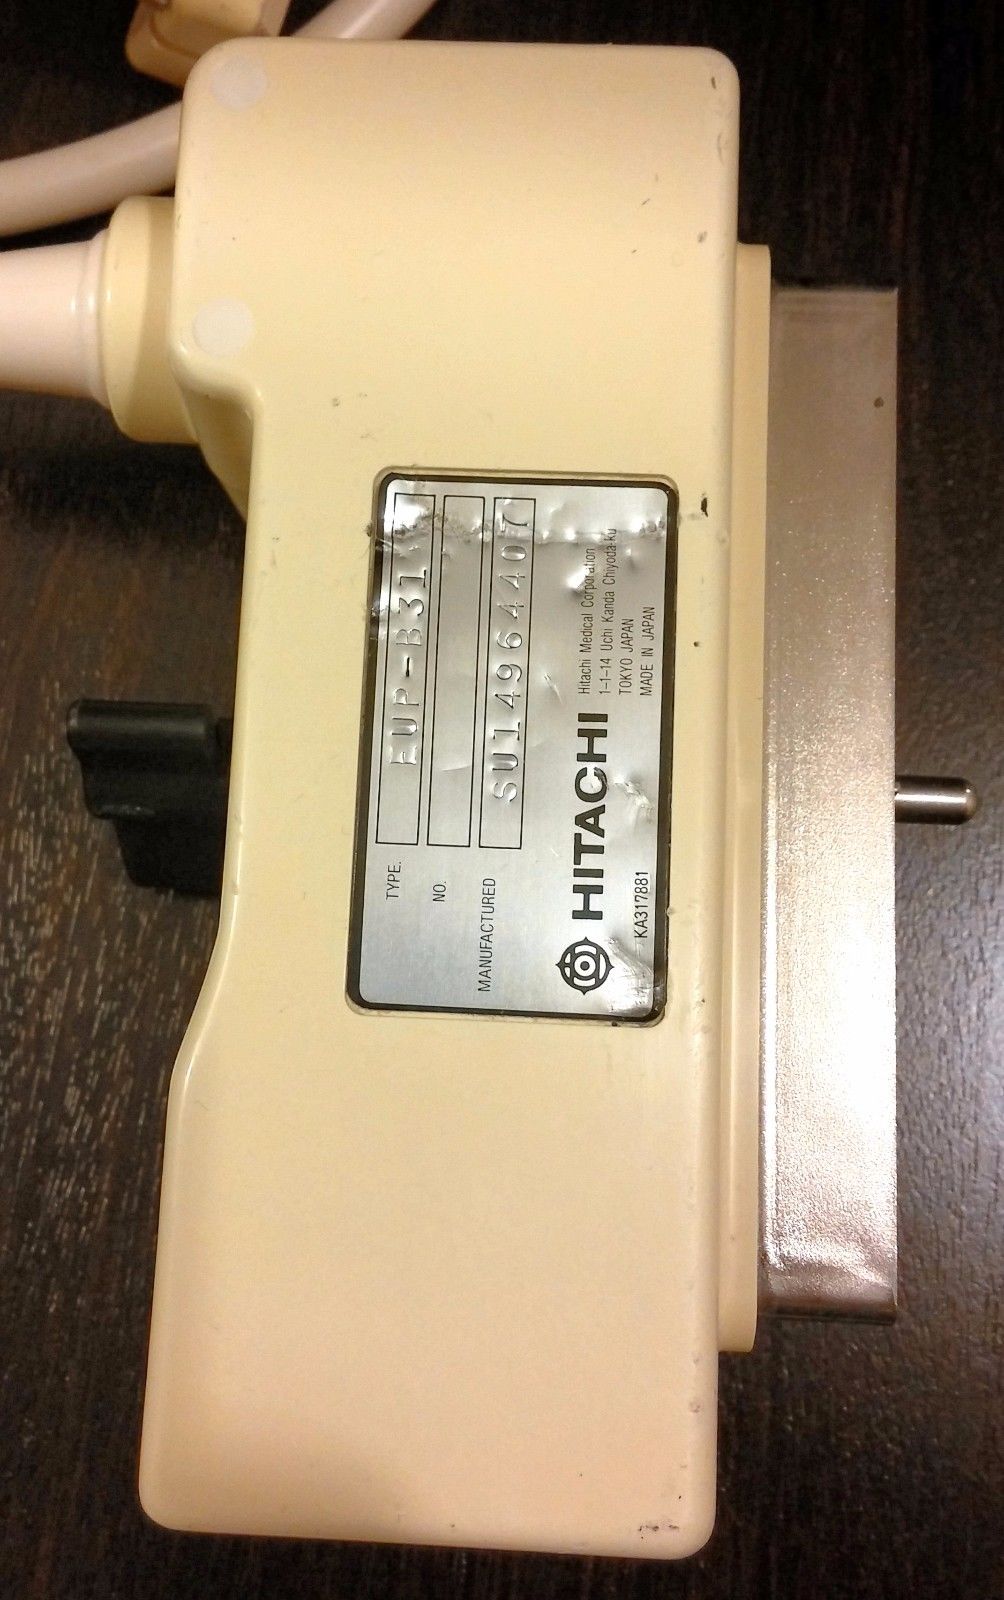 TYPE. EUP-B31
NO.
MANUFACTURED SU14964407
HITACHI
Hitachi Medical Corporation
1-1-14 Uchi Kanda Chiyoda-ku
TOKYO JAPAN
MADE IN JAPAN
KA317881